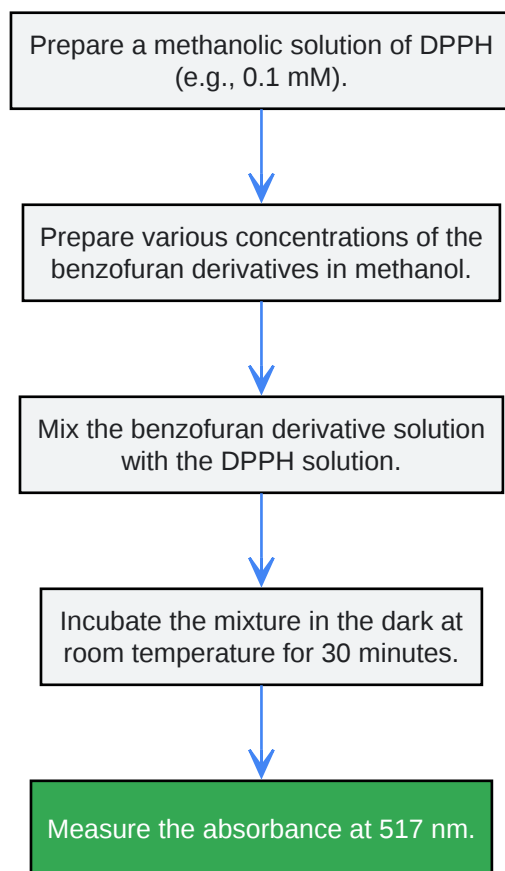 Prepare a methanolic solution of DPPH
(e.g., 0.1 mM).
Prepare various concentrations of the
benzofuran derivatives in methanol.
Mix the benzofuran derivative solution
with the DPPH solution.
Incubate the mixture in the dark at
room temperature for 30 minutes.
Measure the absorbance at 517 nm.